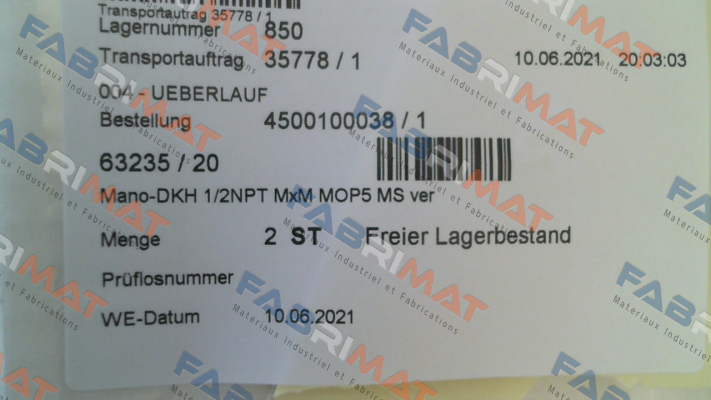 Transportautrag 35778 / 1
Lagernummer 850
Transportauftrag 35778 / 1 10.06.2021 20:03:03
004 - UEBERLAUF
Bestellung 4500100038 / 1
63235 / 20
Mano-DKH 1/2NPT MxM MOP5 MS ver
Menge 2 ST Freier Lagerbestand
Prüflosnummer
WE-Datum 10.06.2021
FABRIMAT
Matériaux Industriel et Fabrications